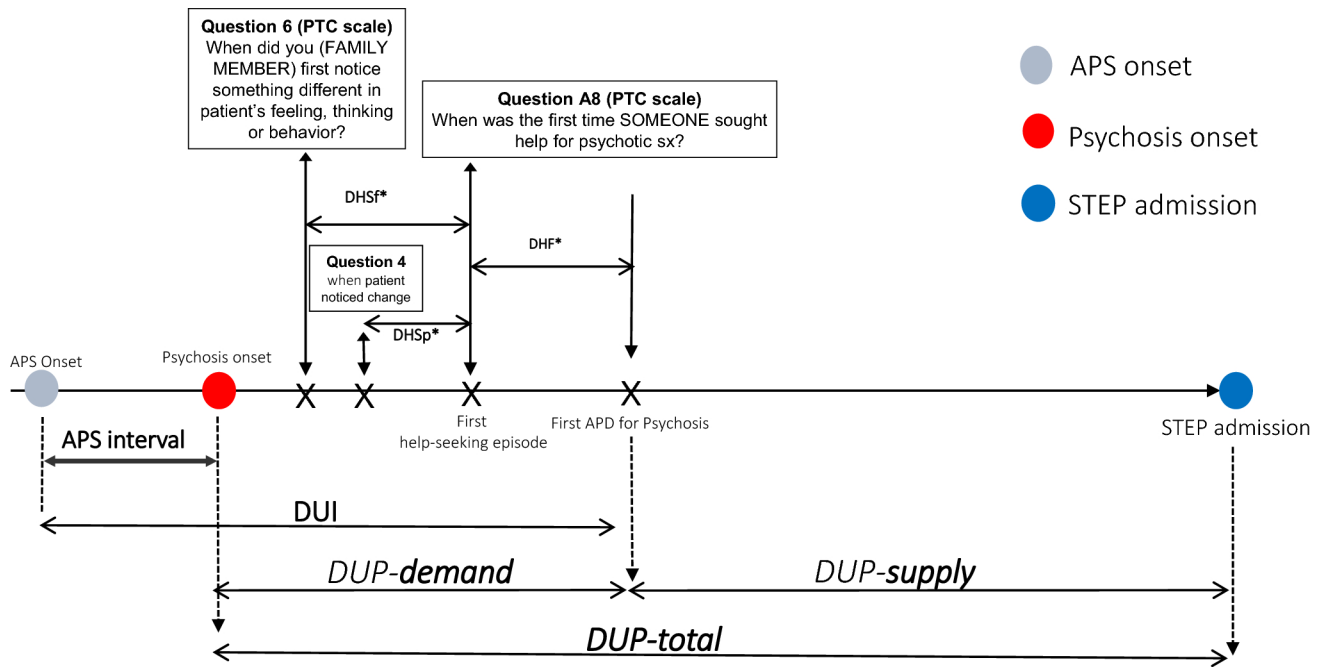 Question 6 (PTC scale)
When did you (FAMILY
MEMBER) first notice
something different in
patient's feeling, thinking
or behavior?
Question A8 (PTC scale)
When was the first time SOMEONE sought
help for psychotic sx?
APS onset
Psychosis onset
STEP admission
DHSf*
DHF*
Question 4
when patient
noticed change
DHSp*
APS Onset
Psychosis onset
X
X
X
X
First
help-seeking episode
First APD for Psychosis
STEP admission
APS interval
DUI
DUP-demand
DUP-supply
DUP-total